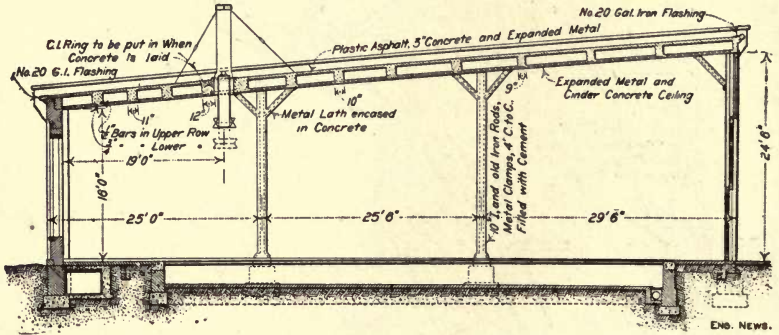 No. 20 Gal. Iron Flashing
C.I. Ring to be put in When
Concrete is laid
Plastic Asphalt, 3" Concrete and Expanded Metal
No. 20 G.I. Flashing
9"
Expanded Metal and
Cinder Concrete Ceiling
10"
11"
12"
Metal Lath encased
in Concrete
Bars in Upper Row
" " Lower "
19'0"
16'0"
24'6"
10" I, and old Iron Rods,
Metal Clamps, 4" C. to C.
Filled with Cement
25'0"
25'6"
29'6"
ENG. NEWS.